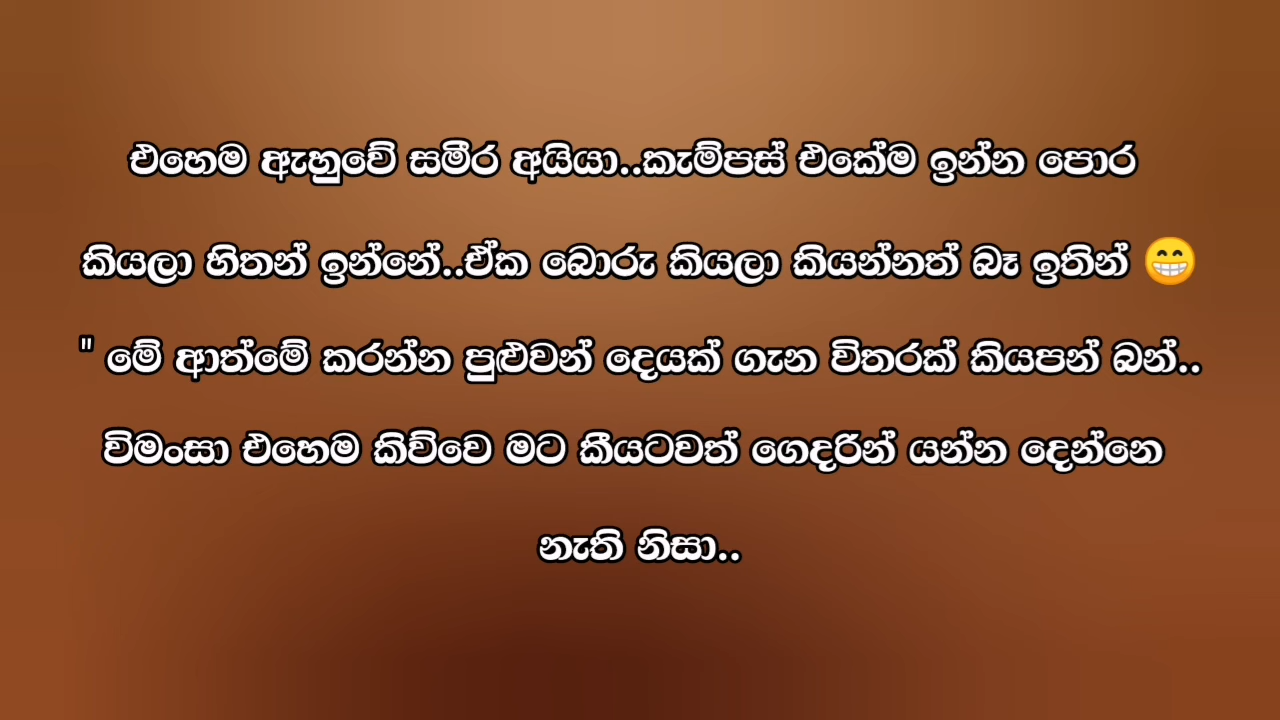 එහෙම ඇහුවේ සමීර අයියා..කැම්පස් එකේම ඉන්න පොර
කියලා හිතන් ඉන්නේ..ඒක බොරු කියලා කියන්නත් බෑ ඉතින් 😁
" මේ ආත්මේ කරන්න පුළුවන් දෙයක් ගැන විතරක් කියපන් බන්..
විමංසා එහෙම කිව්වෙ මට කීයටවත් ගෙදරින් යන්න දෙන්නෙ
නැති නිසා..